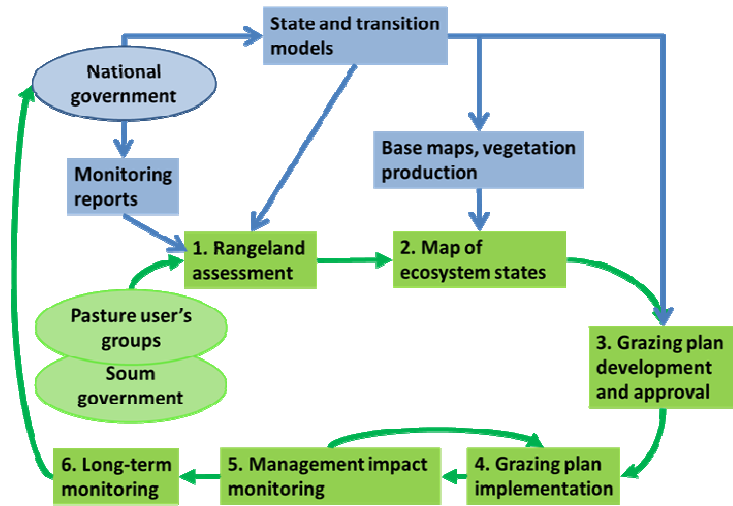 State and transition
models
National
government
Monitoring
reports
Base maps, vegetation
production
1. Rangeland
assessment
2. Map of
ecosystem states
Pasture user's
groups
Soum
government
3. Grazing plan
development
and approval
6. Long-term
monitoring
5. Management impact
monitoring
4. Grazing plan
implementation